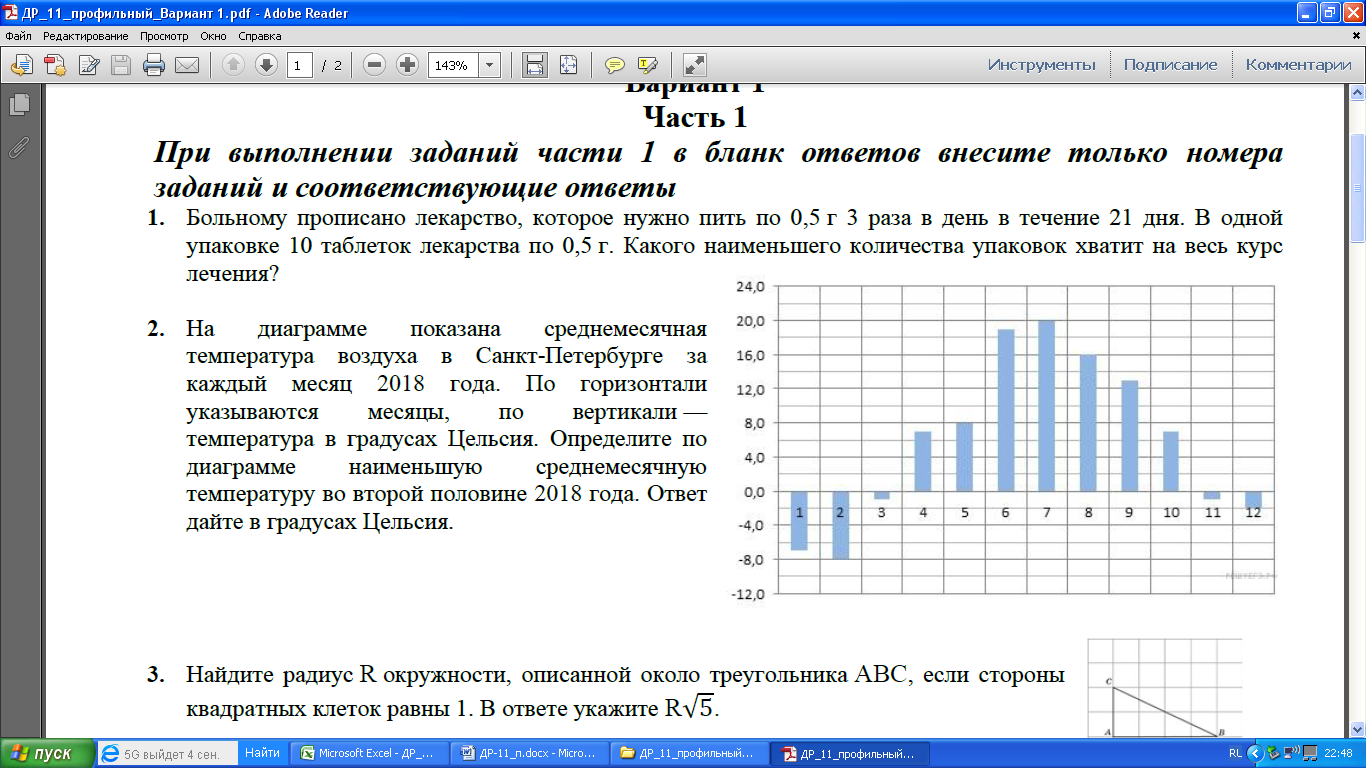 ДР_11_профильный_Вариант 1.pdf - Adobe Reader
Файл Редактирование Просмотр Окно Справка
1 / 2 143% Инструменты Подписание Комментарии
Вариант 1
Часть 1
При выполнении заданий части 1 в бланк ответов внесите только номера
заданий и соответствующие ответы
1. Больному прописано лекарство, которое нужно пить по 0,5 г 3 раза в день в течение 21 дня. В одной
упаковке 10 таблеток лекарства по 0,5 г. Какого наименьшего количества упаковок хватит на весь курс
лечения?
2. На диаграмме показана среднемесячная
температура воздуха в Санкт-Петербурге за
каждый месяц 2018 года. По горизонтали
указываются месяцы, по вертикали —
температура в градусах Цельсия. Определите по
диаграмме наименьшую среднемесячную
температуру во второй половине 2018 года. Ответ
дайте в градусах Цельсия.
24,0
20,0
16,0
12,0
8,0
4,0
0,0
-4,0
-8,0
-12,0
1 2 3 4 5 6 7 8 9 10 11 12
3. Найдите радиус R окружности, описанной около треугольника ABC, если стороны
квадратных клеток равны 1. В ответе укажите R√5.
C
A B
пуск 5G выйдет 4 сен. Найти Microsoft Excel - ДР_... ДР-11_п.docx - Micro... ДР_11_профильный... ДР_11_профильный... RL 22:48